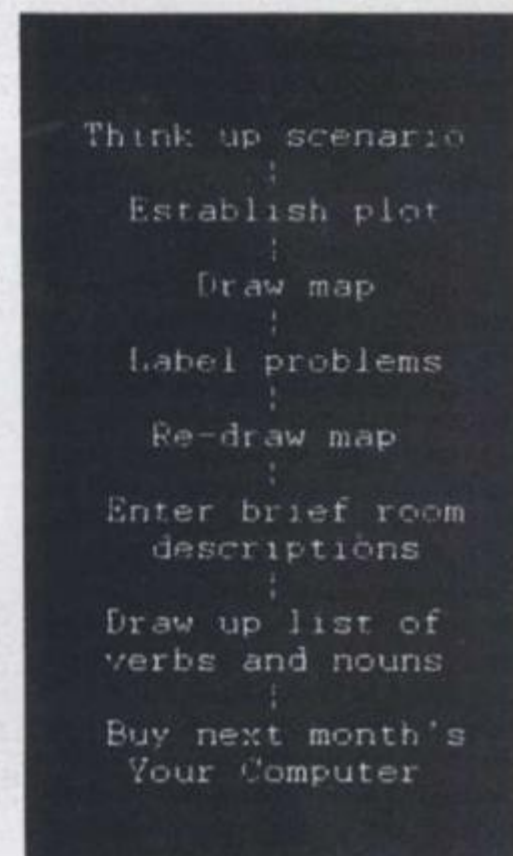 Think up scenario
Establish plot
Draw map
Label problems
Re-draw map
Enter brief room
descriptions
Draw up list of
verbs and nouns
Buy next month's
Your Computer